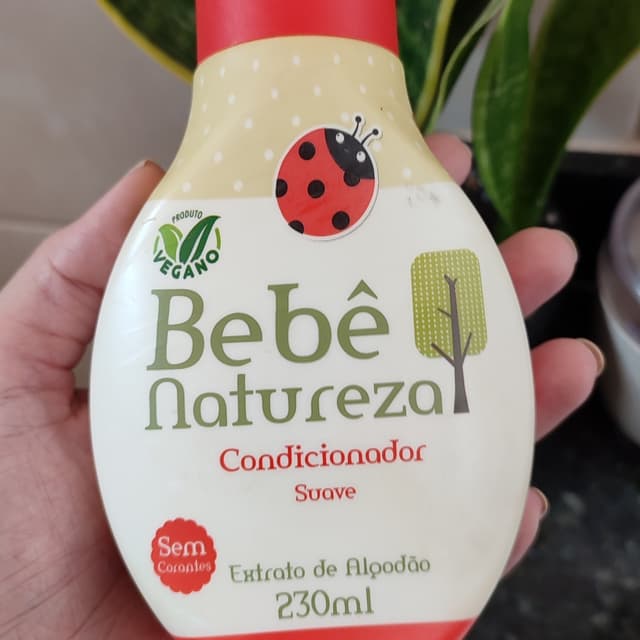 PRODUTO
VEGANO
Bebê
Natureza
Condicionador
Suave
Sem
Corantes
Extrato de Algodão
230ml